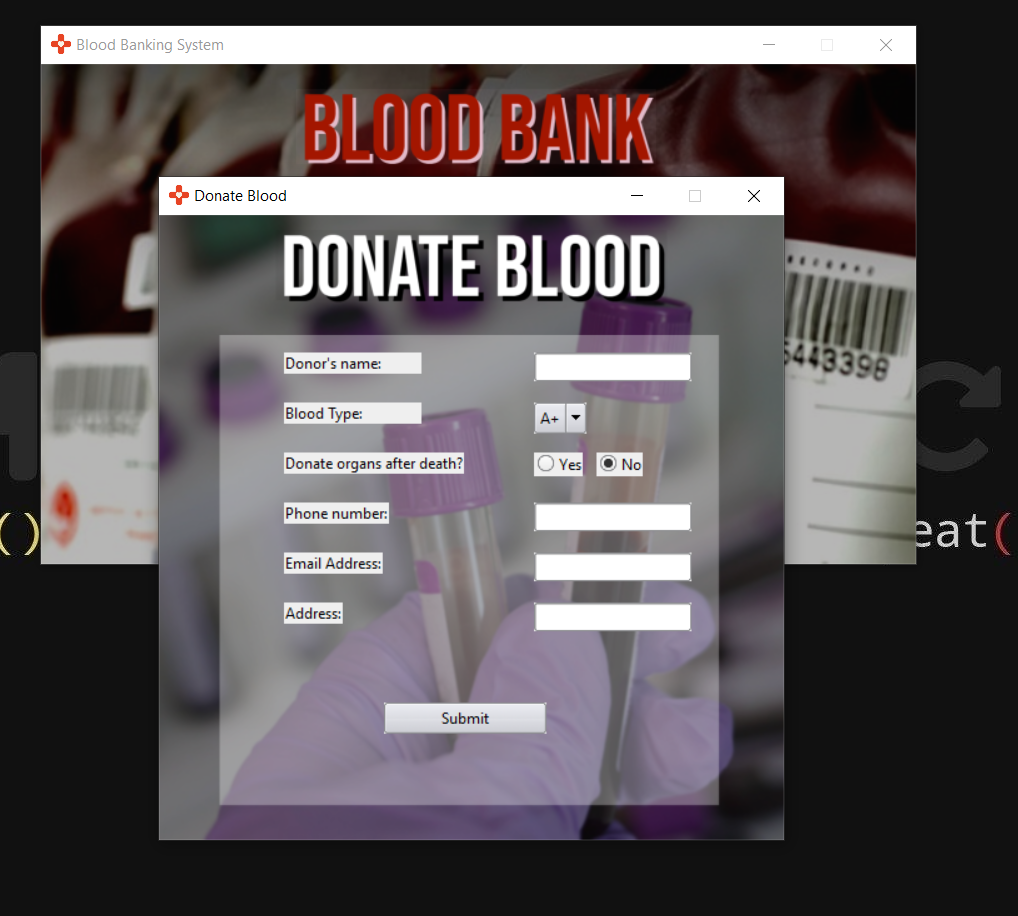 Blood Banking System
BLOOD BANK
Donate Blood
DONATE BLOOD
Donor's name:
Blood Type: A+
Donate organs after death? Yes No
Phone number:
Email Address:
Address:
Submit
5443398
()
eat(